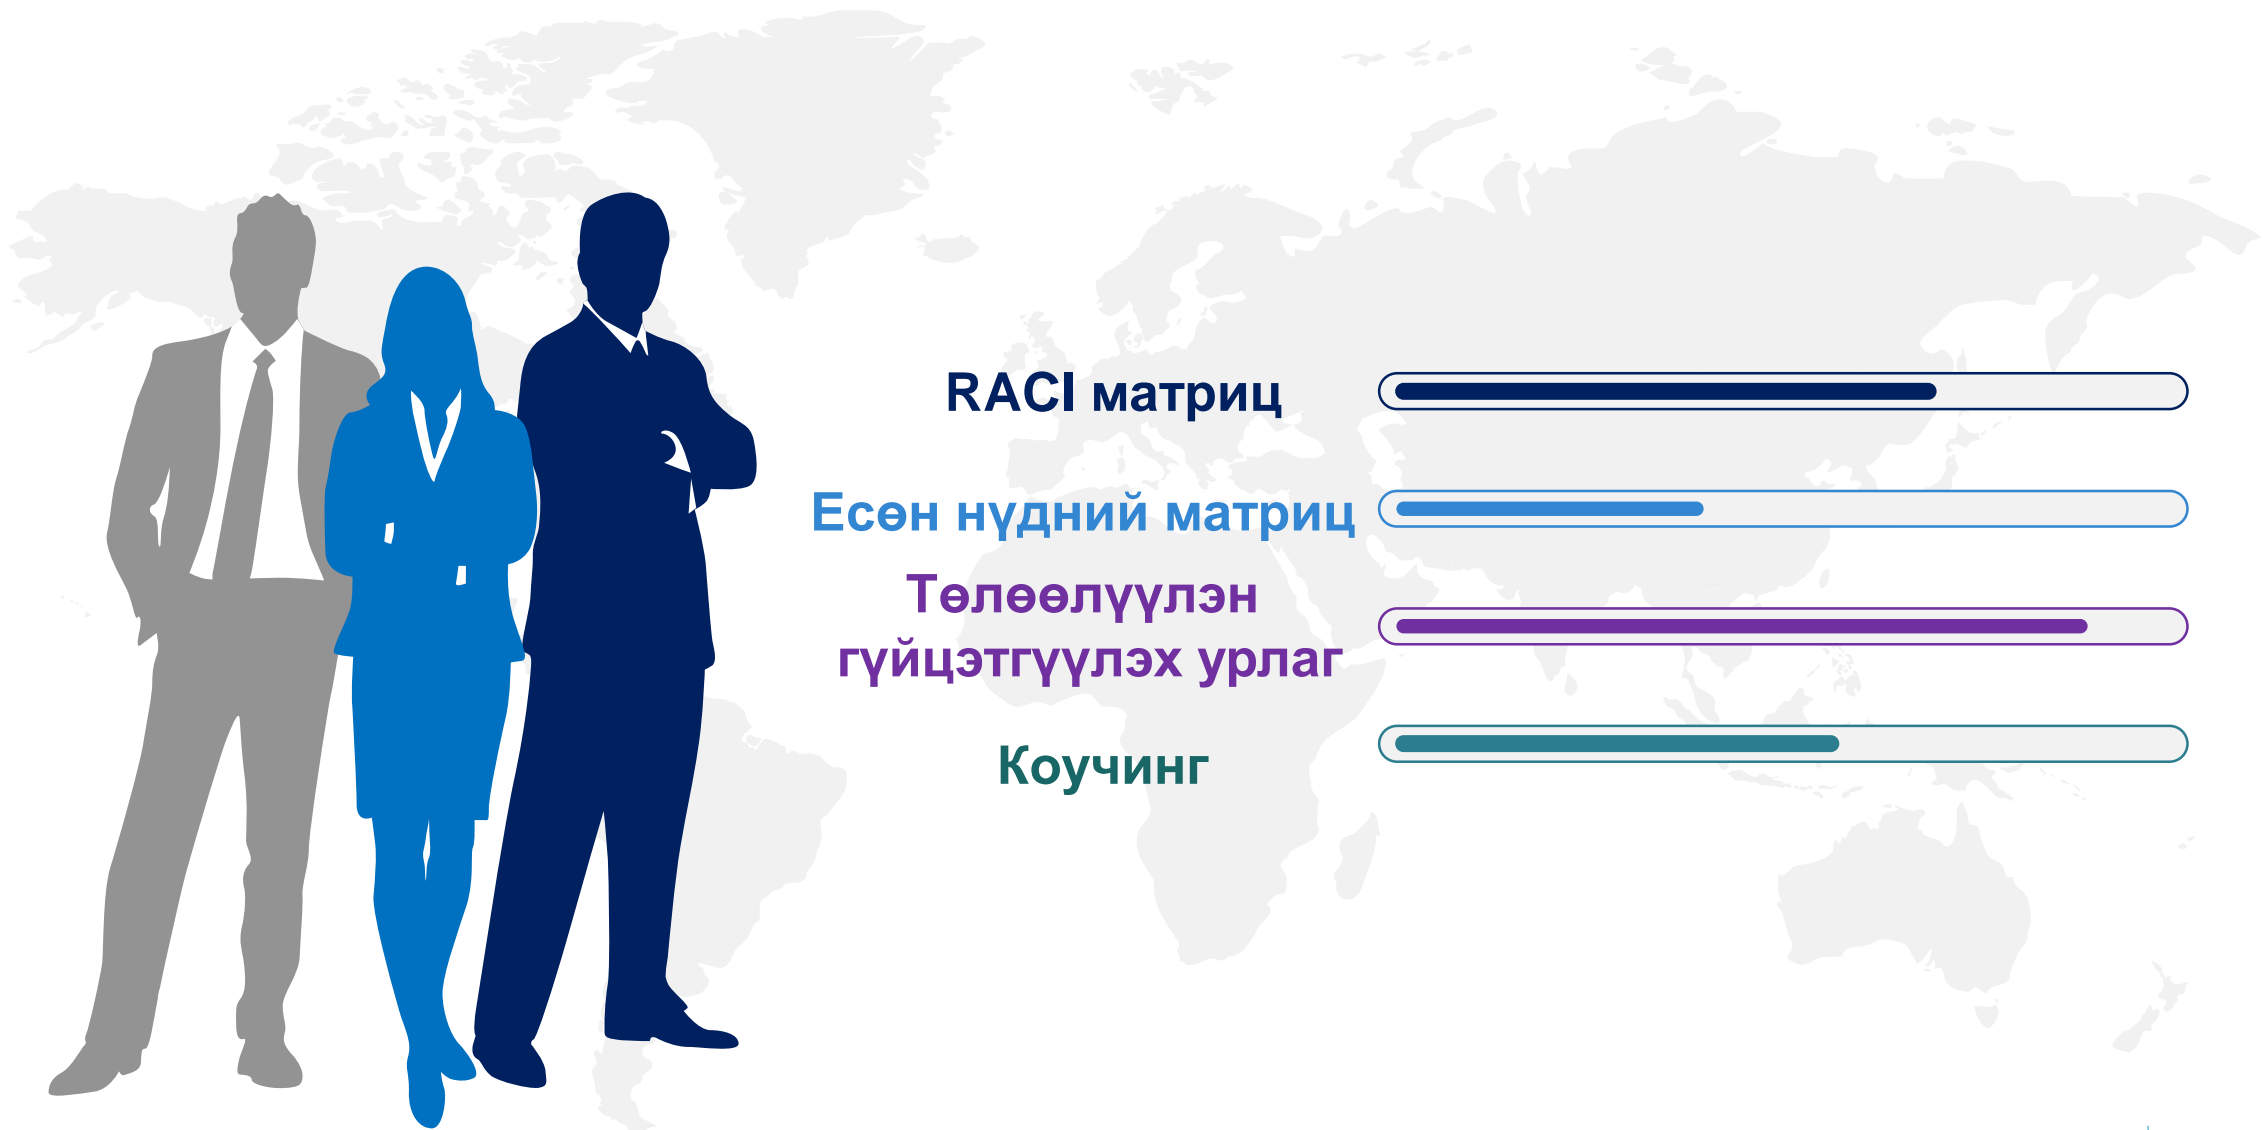 RACI матриц
Есөн нүдний матриц
Төлөөлүүлэн
гүйцэтгүүлэх урлаг
Коучинг